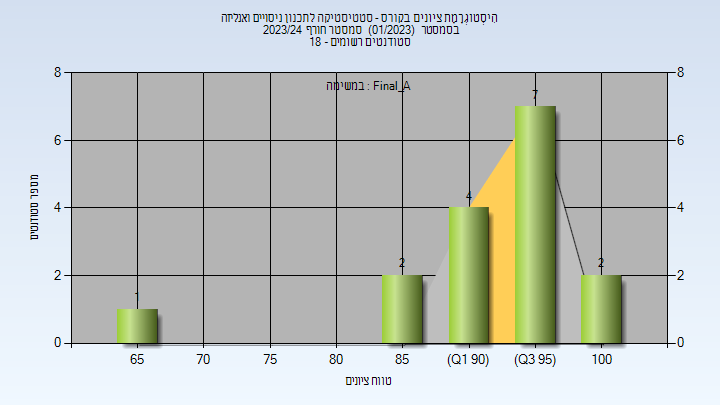 היסטוגרמת ציונים בקורס - סטטיסטיקה לתכנון ניסויים ואנליזה
בסמסטר (01/2023) סמסטר חורף 2023/24
סטודנטים רשומים - 18
במשימה : Final_A
8 8
6 6
4 4
2 2
0 0
1 2 4 7 2
מספר סטודנטים
65 70 75 80 85 (Q1 90) (Q3 95) 100
טווח ציונים